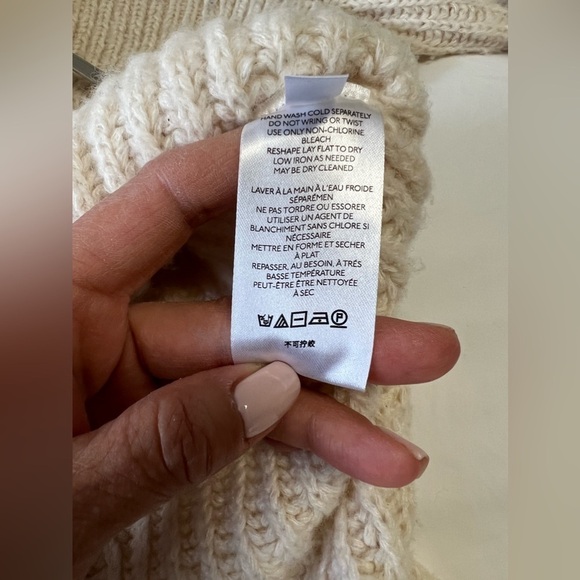 HAND WASH COLD SEPARATELY
DO NOT WRING OR TWIST
USE ONLY NON-CHLORINE
BLEACH
RESHAPE LAY FLAT TO DRY
LOW IRON AS NEEDED
MAY BE DRY CLEANED
LAVER À LA MAIN À L'EAU FROIDE
SÉPARÉMEN
NE PAS TORDRE OU ESSORER
UTILISER UN AGENT DE
BLANCHIMENT SANS CHLORE SI
NÉCESSAIRE
METTRE EN FORME ET SECHER
À PLAT
REPASSER, AU BESOIN, À TRÉS
BASSE TEMPÉRATURE
PEUT-ÊTRE ÊTRE NETTOYÉE
À SEC
P
不可拧绞